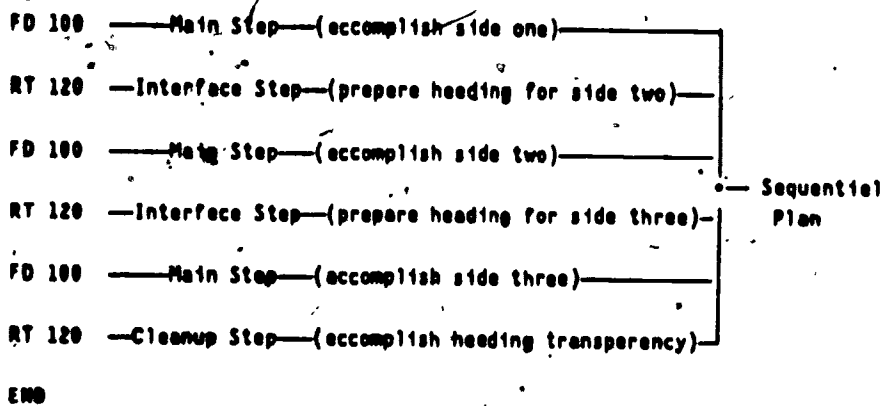 FD 100 Main Step (accomplish side one)
RT 120 Interface Step (prepare heading for side two)
FD 100 Main Step (accomplish side two)
Sequential
RT 120 Interface Step (prepare heading for side three)
Plan
FD 100 Main Step (accomplish side three)
RT 120 Cleanup Step (accomplish heading transparency)
END